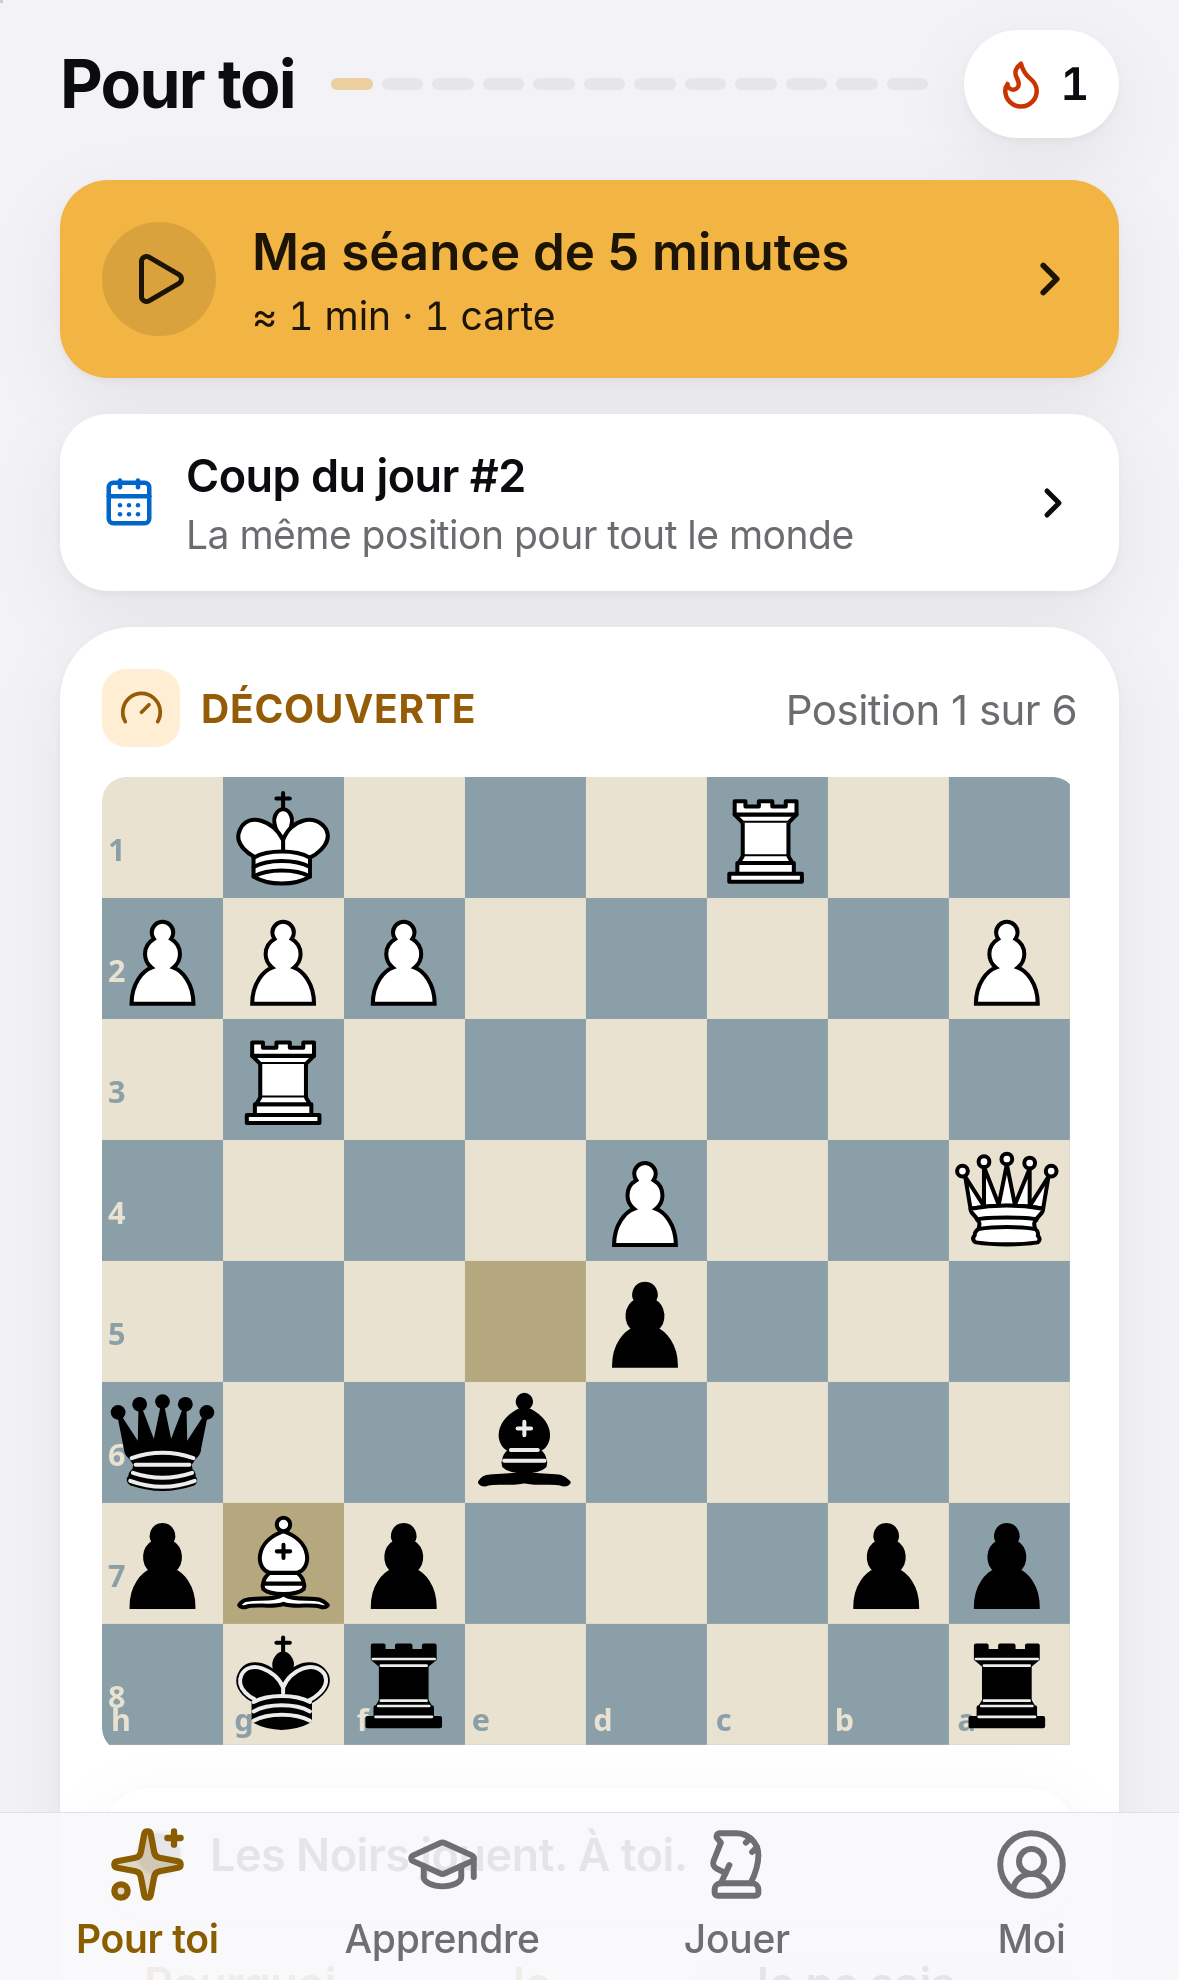 Pour toi
1
Ma séance de 5 minutes
≈ 1 min · 1 carte
Coup du jour #2
La même position pour tout le monde
DÉCOUVERTE
Position 1 sur 6
1
2
3
4
5
6
7
8
h g f e d c b a
Les Noirs jouent. À toi.
Pour toi
Apprendre
Jouer
Moi